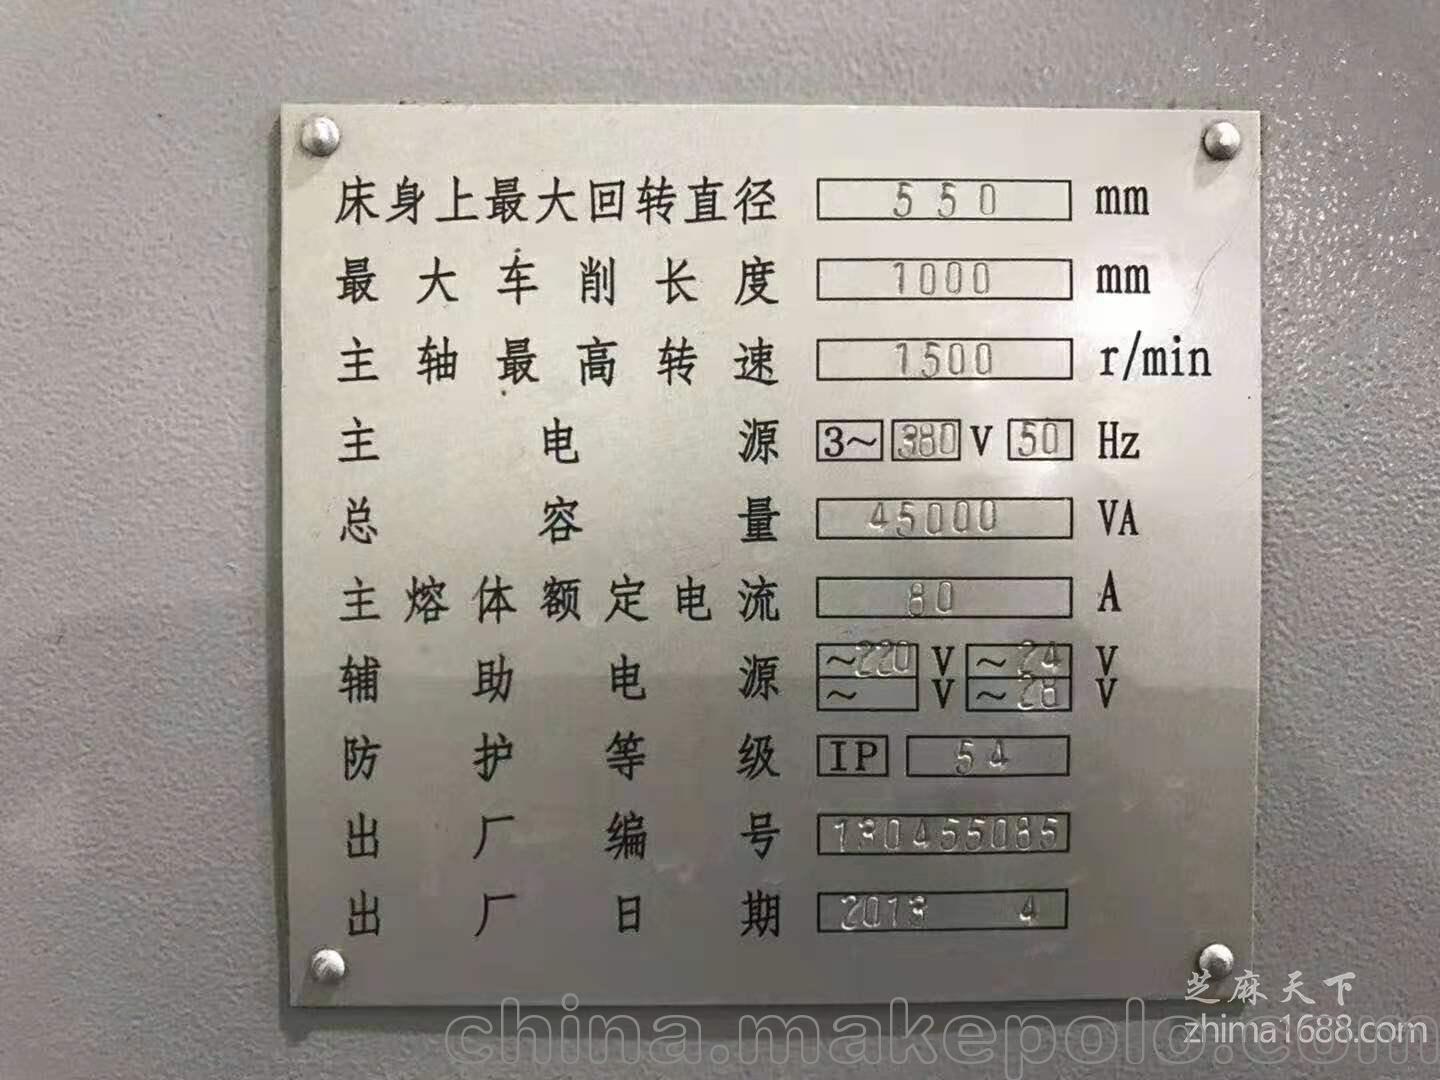 床身上最大回转直径 550 mm
最大车削长度 1000 mm
主轴最高转速 1500 r/min
主电源 3~ 380 V 50 Hz
总容量 45000 VA
主熔体额定电流 80 A
辅助电源 ~220 V ~24 V
~ V ~28 V
防护等级 IP 54
出厂编号 130455085
出厂日期 2013 4
芝麻天下
zhima1688.com
china.makepolo.com